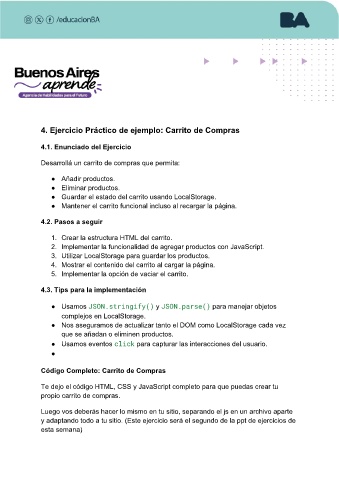 /educacionBA
BA
Buenos Aires
aprende
Agencia de Habilidades para el Futuro
4. Ejercicio Práctico de ejemplo: Carrito de Compras
4.1. Enunciado del Ejercicio
Desarrollá un carrito de compras que permita:
● Añadir productos.
● Eliminar productos.
● Guardar el estado del carrito usando LocalStorage.
● Mantener el carrito funcional incluso al recargar la página.
4.2. Pasos a seguir
1. Crear la estructura HTML del carrito.
2. Implementar la funcionalidad de agregar productos con JavaScript.
3. Utilizar LocalStorage para guardar los productos.
4. Mostrar el contenido del carrito al cargar la página.
5. Implementar la opción de vaciar el carrito.
4.3. Tips para la implementación
● Usamos JSON.stringify() y JSON.parse() para manejar objetos
complejos en LocalStorage.
● Nos aseguramos de actualizar tanto el DOM como LocalStorage cada vez
que se añadan o eliminen productos.
● Usamos eventos click para capturar las interacciones del usuario.
●
Código Completo: Carrito de Compras
Te dejo el código HTML, CSS y JavaScript completo para que puedas crear tu
propio carrito de compras.
Luego vos deberás hacer lo mismo en tu sitio, separando el js en un archivo aparte
y adaptando todo a tu sitio. (Este ejercicio será el segundo de la ppt de ejercicios de
esta semana)